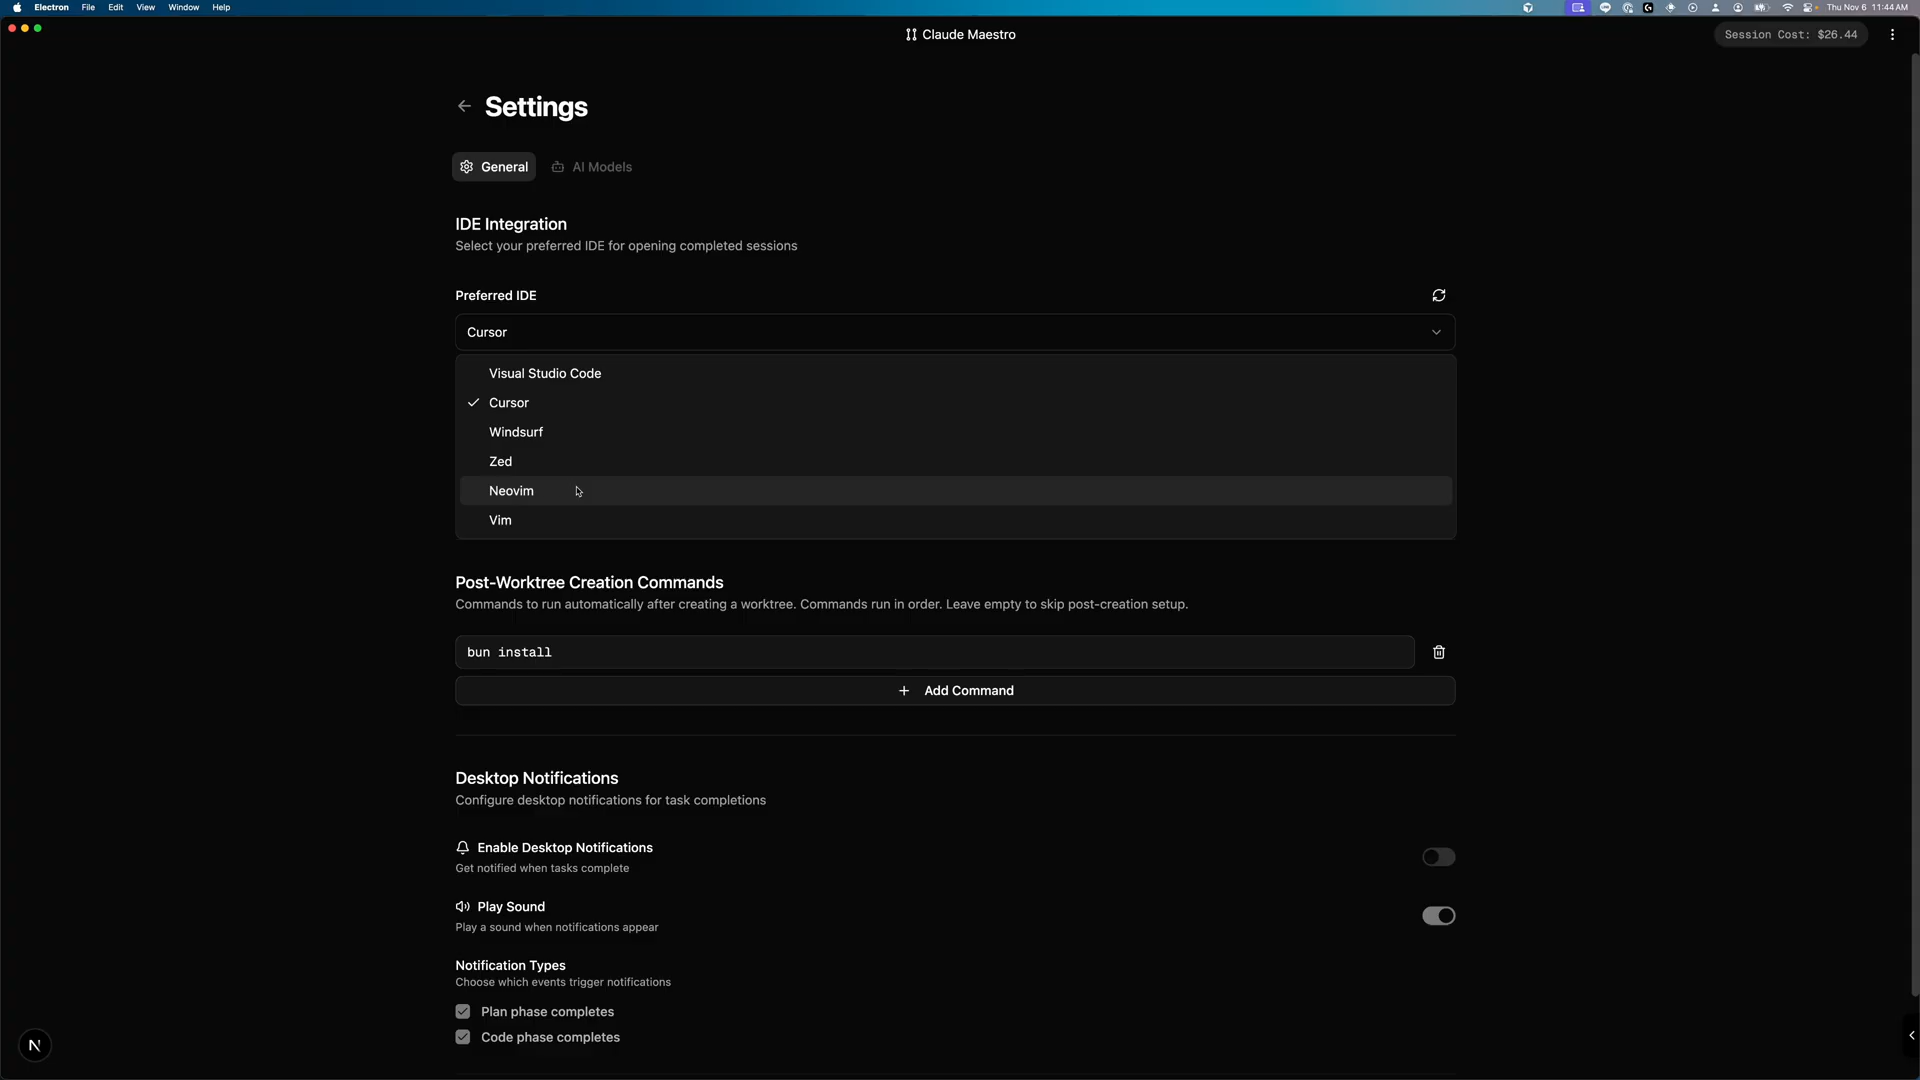 Electron File Edit View Window Help
Thu Nov 6 11:44 AM
Claude Maestro
Session Cost: $26.44
Settings
General
AI Models
IDE Integration
Select your preferred IDE for opening completed sessions
Preferred IDE
Cursor
Visual Studio Code
Cursor
Windsurf
Zed
Neovim
Vim
Post-Worktree Creation Commands
Commands to run automatically after creating a worktree. Commands run in order. Leave empty to skip post-creation setup.
bun install
Add Command
Desktop Notifications
Configure desktop notifications for task completions
Enable Desktop Notifications
Get notified when tasks complete
Play Sound
Play a sound when notifications appear
Notification Types
Choose which events trigger notifications
Plan phase completes
Code phase completes
N